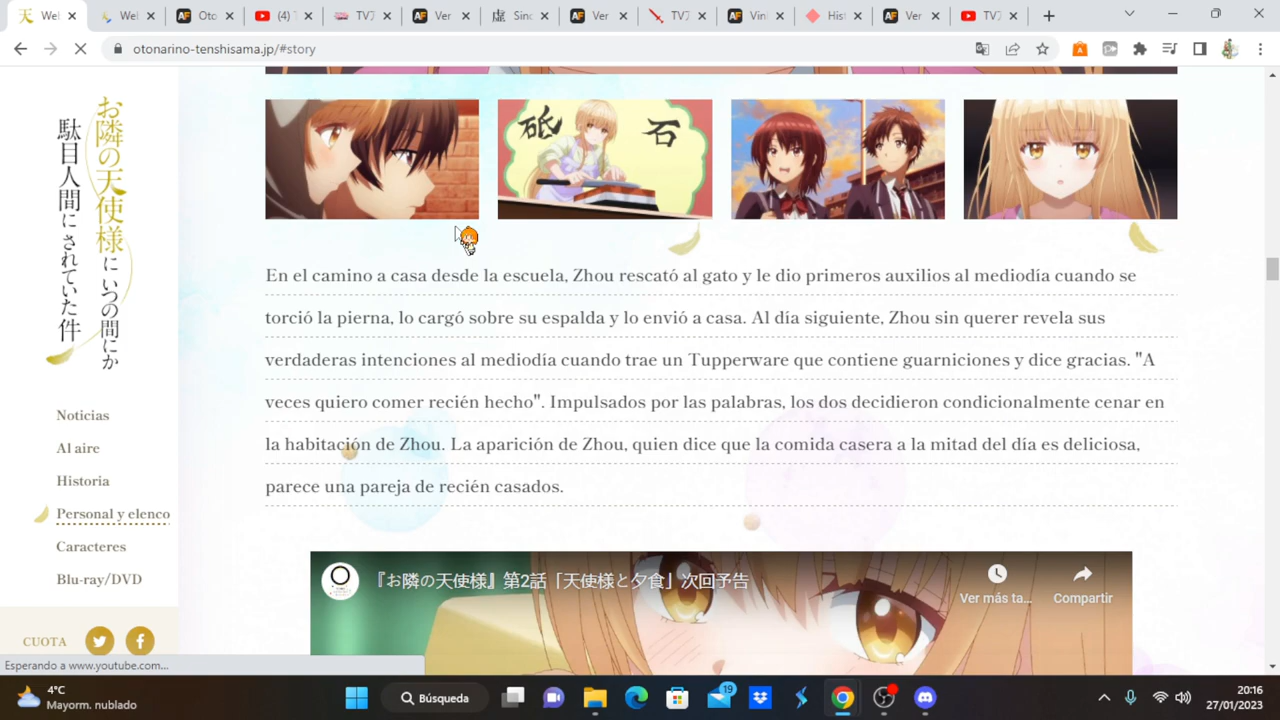 Wel
Wel
Oto
(4) T
TV7
Ver
Sinc
Ver
TV7
Vinl
Hist
Ver
TV7
otonarino-tenshisama.jp/#story
お隣の天使様にいつの間にか
駄目人間にされていた件
砥石
En el camino a casa desde la escuela, Zhou rescató al gato y le dio primeros auxilios al mediodía cuando se
torció la pierna, lo cargó sobre su espalda y lo envió a casa. Al día siguiente, Zhou sin querer revela sus
verdaderas intenciones al mediodía cuando trae un Tupperware que contiene guarniciones y dice gracias. "A
veces quiero comer recién hecho". Impulsados por las palabras, los dos decidieron condicionalmente cenar en
la habitación de Zhou. La aparición de Zhou, quien dice que la comida casera a la mitad del día es deliciosa,
parece una pareja de recién casados.
Noticias
Al aire
Historia
Personal y elenco
Caracteres
Blu-ray/DVD
CUOTA
『お隣の天使様』第2話「天使様と夕食」次回予告
Ver más ta...
Compartir
Esperando a www.youtube.com...
4°C
Mayorm. nublado
Búsqueda
19
20:16
27/01/2023